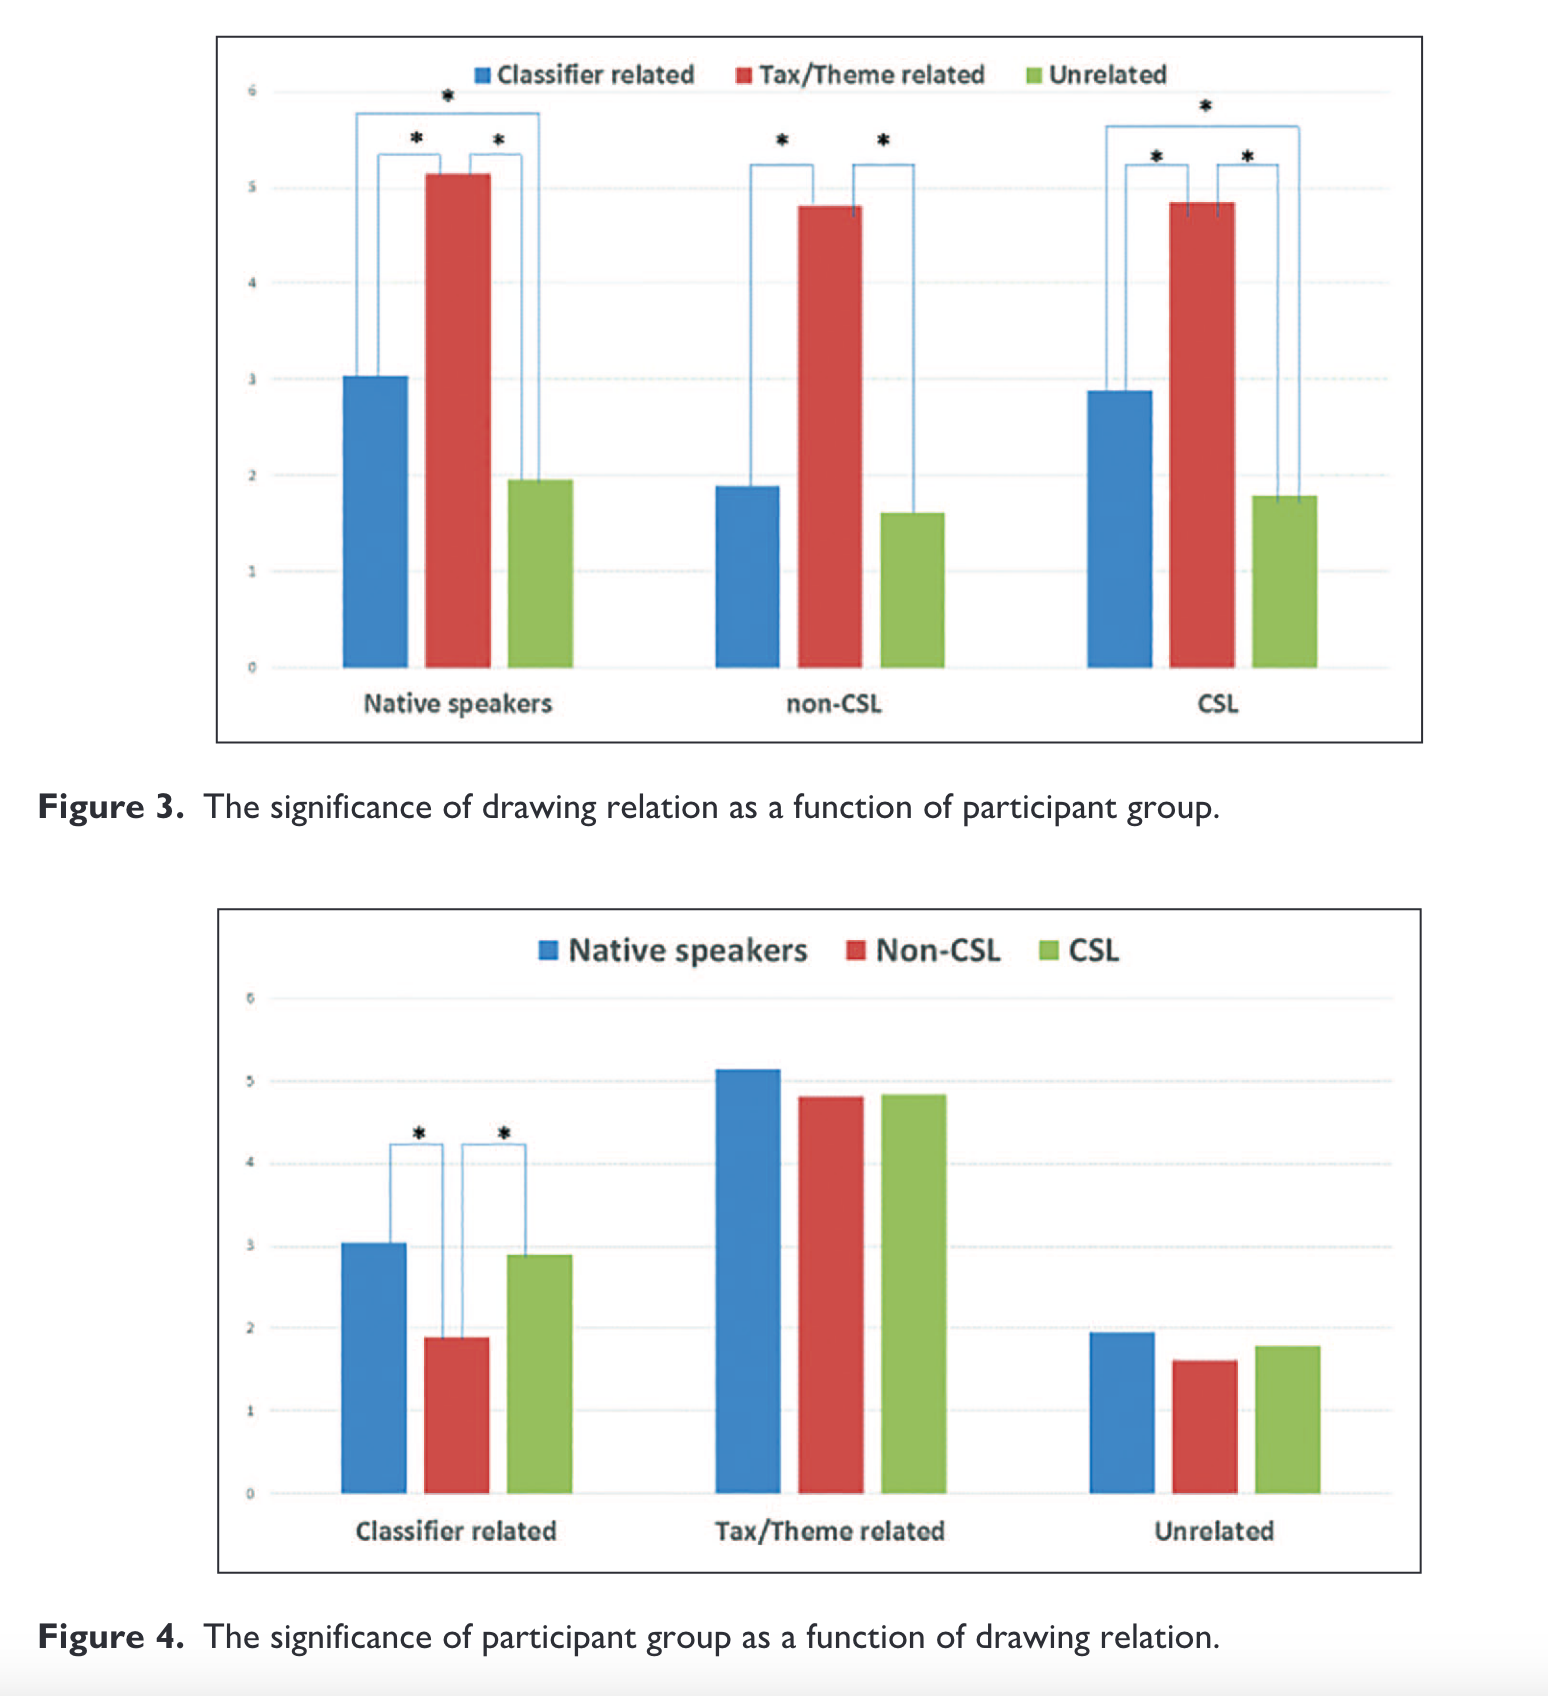 Classifier related Tax/Theme related Unrelated
6
*
* * * * * * *
5
4
3
2
1
0
Native speakers non-CSL CSL
Figure 3. The significance of drawing relation as a function of participant group.
Native speakers Non-CSL CSL
6
5
* *
4
3
2
1
0
Classifier related Tax/Theme related Unrelated
Figure 4. The significance of participant group as a function of drawing relation.